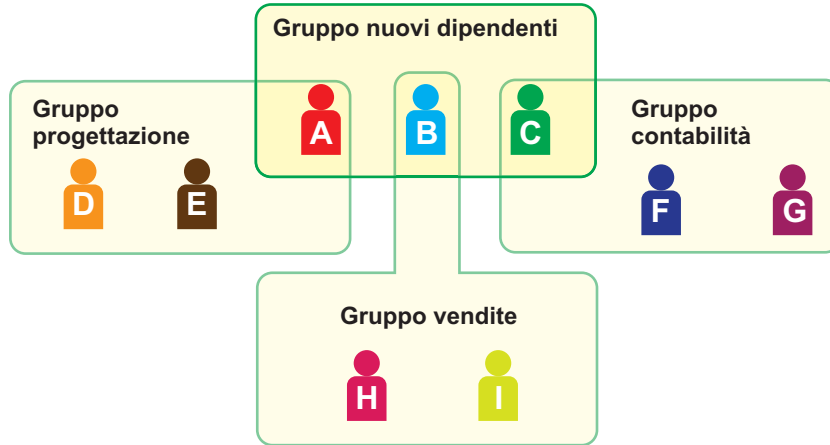 Gruppo nuovi dipendenti
Gruppo
progettazione
A
B
C
Gruppo
contabilità
D
E
F
G
Gruppo vendite
H
I